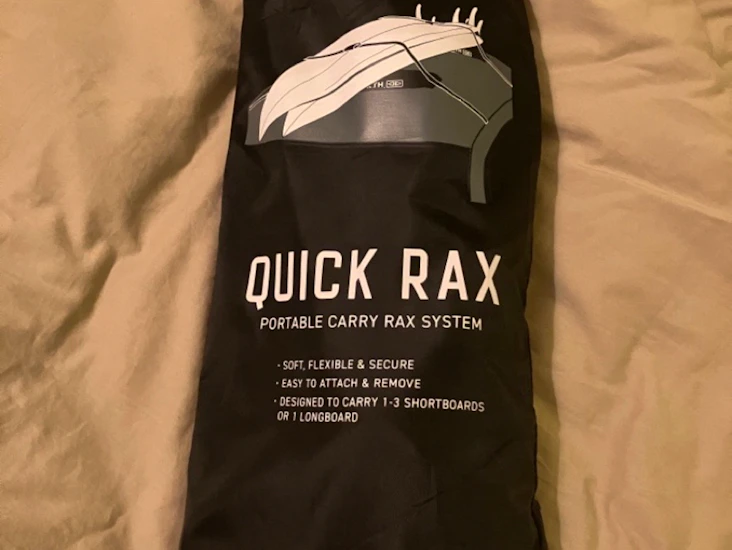 QUICK RAX
PORTABLE CARRY RAX SYSTEM
· SOFT, FLEXIBLE & SECURE
· EASY TO ATTACH & REMOVE
· DESIGNED TO CARRY 1-3 SHORTBOARDS
OR 1 LONGBOARD